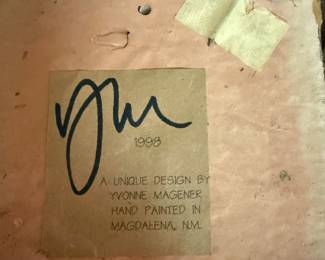 1998
A UNIQUE DESIGN BY
YVONNE MAGENER
HAND PAINTED IN
MAGDALENA, N.M.